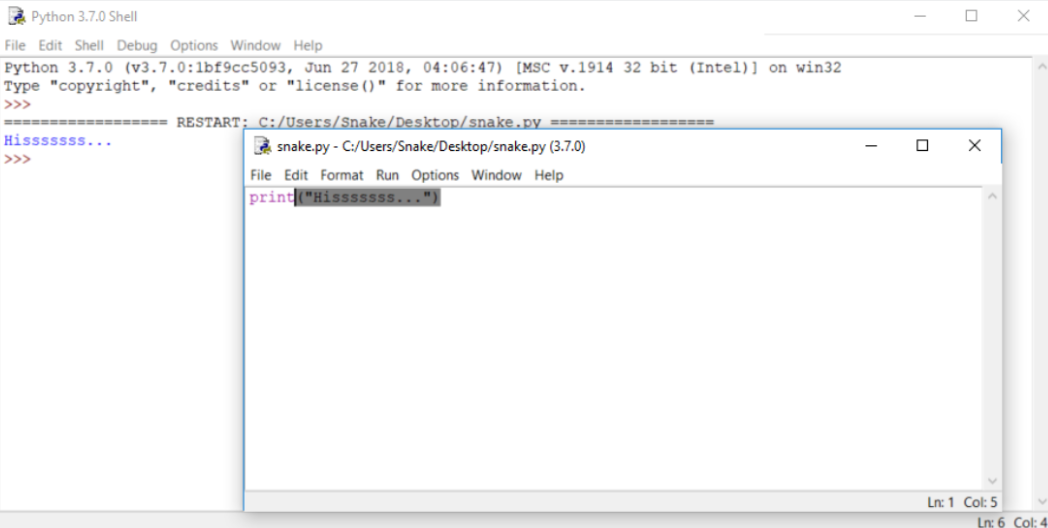 Python 3.7.0 Shell
File Edit Shell Debug Options Window Help
Python 3.7.0 (v3.7.0:1bf9cc5093, Jun 27 2018, 04:06:47) [MSC v.1914 32 bit (Intel)] on win32
Type "copyright", "credits" or "license()" for more information.
>>>
================== RESTART: C:/Users/Snake/Desktop/snake.py ==================
Hisssssss...
>>>
snake.py - C:/Users/Snake/Desktop/snake.py (3.7.0)
File Edit Format Run Options Window Help
print("Hisssssss...")
Ln: 1 Col: 5
Ln: 6 Col: 4